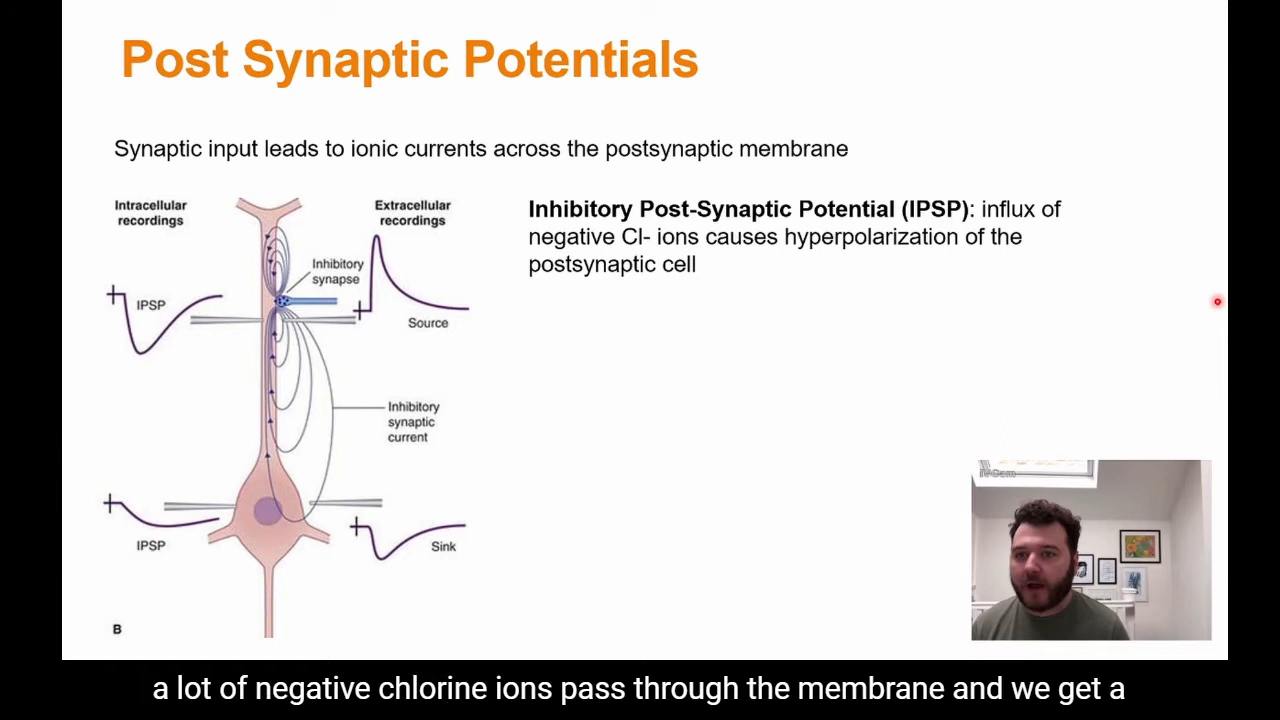 Post Synaptic Potentials
Synaptic input leads to ionic currents across the postsynaptic membrane
Intracellular
recordings
Extracellular
recordings
Inhibitory
synapse
IPSP
Source
Inhibitory
synaptic
current
IPSP
Sink
B
Inhibitory Post-Synaptic Potential (IPSP): influx of
negative Cl- ions causes hyperpolarization of the
postsynaptic cell
a lot of negative chlorine ions pass through the membrane and we get a